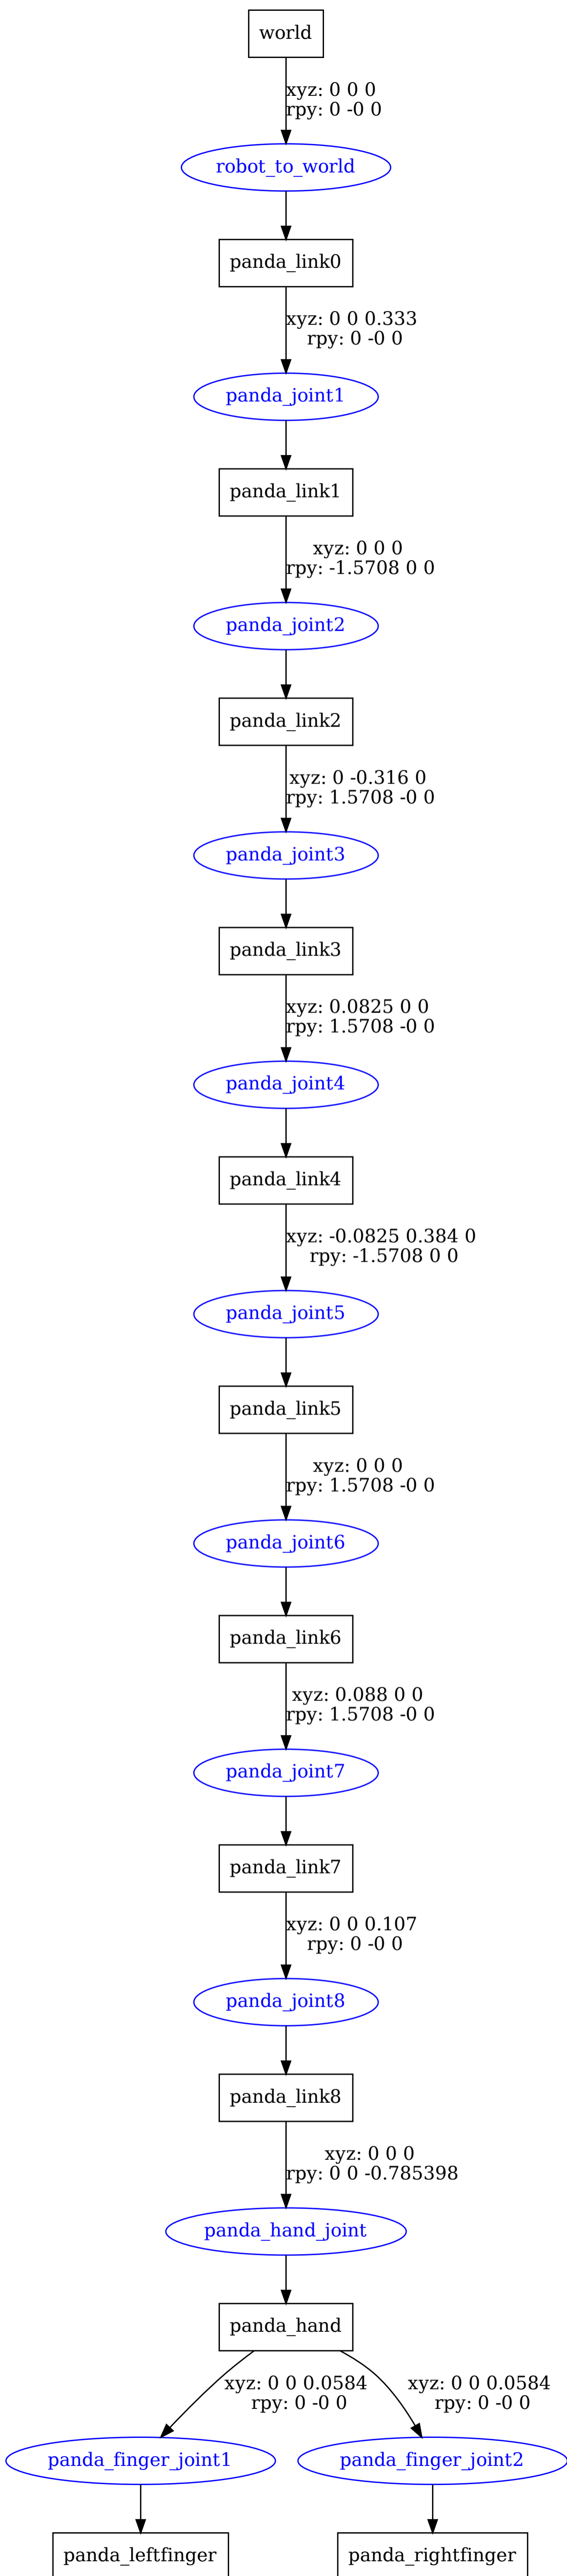 world
xyz: 0 0 0
rpy: 0 -0 0
robot_to_world
panda_link0
xyz: 0 0 0.333
rpy: 0 -0 0
panda_joint1
panda_link1
xyz: 0 0 0
rpy: -1.5708 0 0
panda_joint2
panda_link2
xyz: 0 -0.316 0
rpy: 1.5708 -0 0
panda_joint3
panda_link3
xyz: 0.0825 0 0
rpy: 1.5708 -0 0
panda_joint4
panda_link4
xyz: -0.0825 0.384 0
rpy: -1.5708 0 0
panda_joint5
panda_link5
xyz: 0 0 0
rpy: 1.5708 -0 0
panda_joint6
panda_link6
xyz: 0.088 0 0
rpy: 1.5708 -0 0
panda_joint7
panda_link7
xyz: 0 0 0.107
rpy: 0 -0 0
panda_joint8
panda_link8
xyz: 0 0 0
rpy: 0 0 -0.785398
panda_hand_joint
panda_hand
xyz: 0 0 0.0584
rpy: 0 -0 0
xyz: 0 0 0.0584
rpy: 0 -0 0
panda_finger_joint1
panda_finger_joint2
panda_leftfinger
panda_rightfinger